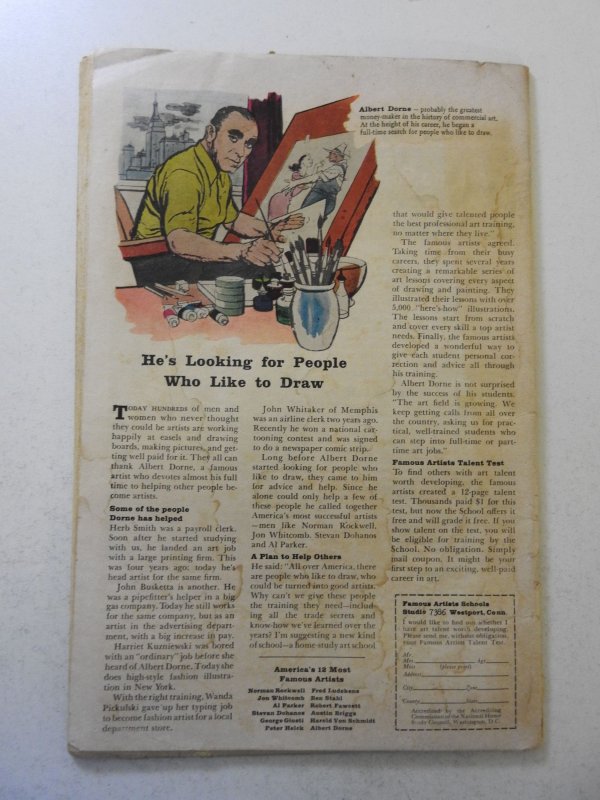 Albert Dorne — probably the greatest
money-maker in the history of commercial art.
At the height of his career, he began a
full-time search for people who like to draw.
He's Looking for People
Who Like to Draw
TODAY HUNDREDS of men and
women who never thought
they could be artists are working
happily at easels and drawing
boards, making pictures, and get-
ting well paid for it. They all can
thank Albert Dorne, a famous
artist who devotes almost his full
time to helping other people be-
come artists.
Some of the people
Dorne has helped
Herb Smith was a payroll clerk.
Soon after he started studying
with us, he landed an art job
with a large printing firm. This
was four years ago; today he's
head artist for the same firm.
John Busketta is another. He
was a pipefitter's helper in a big
gas company. Today he still works
for the same company, but as an
artist in the advertising depart-
ment, with a big increase in pay.
Harriet Kuzniewski was bored
with an "ordinary" job before she
heard of Albert Dorne. Today she
does high-style fashion illustra-
tion in New York.
With the right training, Wanda
Pickulski gave up her typing job
to become fashion artist for a local
department store.
John Whitaker of Memphis
was an airline clerk two years ago.
Recently he won a national car-
tooning contest and was signed
to do a newspaper comic strip.
Long before Albert Dorne
started looking for people who
like to draw, they came to him
for advice and help. Since he
alone could only help a few of
these people he called together
America's most successful artists
—men like Norman Rockwell,
Jon Whitcomb, Stevan Dohanos
and Al Parker.
A Plan to Help Others
He said: "All over America, there
are people who like to draw, who
could be turned into good artists.
Why can't we give these people
the training they need—includ-
ing all the trade secrets and
know-how we've learned over the
years? I'm suggesting a new kind
of school—a home-study art school
America's 12 Most
Famous Artists
Norman Rockwell Fred Ludekens
Jon Whitcomb Ben Stahl
Al Parker Robert Fawcett
Stevan Dohanos Austin Briggs
George Giusti Harold Von Schmidt
Peter Helck Albert Dorne
that would give talented people
the best professional art training,
no matter where they live."
The famous artists agreed.
Taking time from their busy
careers, they spent several years
creating a remarkable series of
art lessons covering every aspect
of drawing and painting. They
illustrated their lessons with over
5,000 "here's-how" illustrations.
The lessons start from scratch
and cover every skill a top artist
needs. Finally, the famous artists
developed a wonderful way to
give each student personal cor-
rection and advice all through
his training.
Albert Dorne is not surprised
by the success of his students.
"The art field is growing. We
keep getting calls from all over
the country, asking us for prac-
tical, well-trained students who
can step into full-time or part-
time art jobs."
Famous Artists Talent Test
To find others with art talent
worth developing, the famous
artists created a 12-page talent
test. Thousands paid $1 for this
test, but now the School offers it
free and will grade it free. If you
show talent on the test, you will
be eligible for training by the
School. No obligation. Simply
mail coupon. It might be your
first step to an exciting, well-paid
career in art.
Famous Artists Schools
Studio 7356 Westport, Conn.
I would like to find out whether I
have art talent worth developing.
Please send me, without obligation,
your Famous Artists Talent Test.
Mr.
Mrs. Age
Miss (please print)
Address
City Zone
County State
Accredited by the Accrediting
Commission of the National Home
Study Council, Washington, D.C.